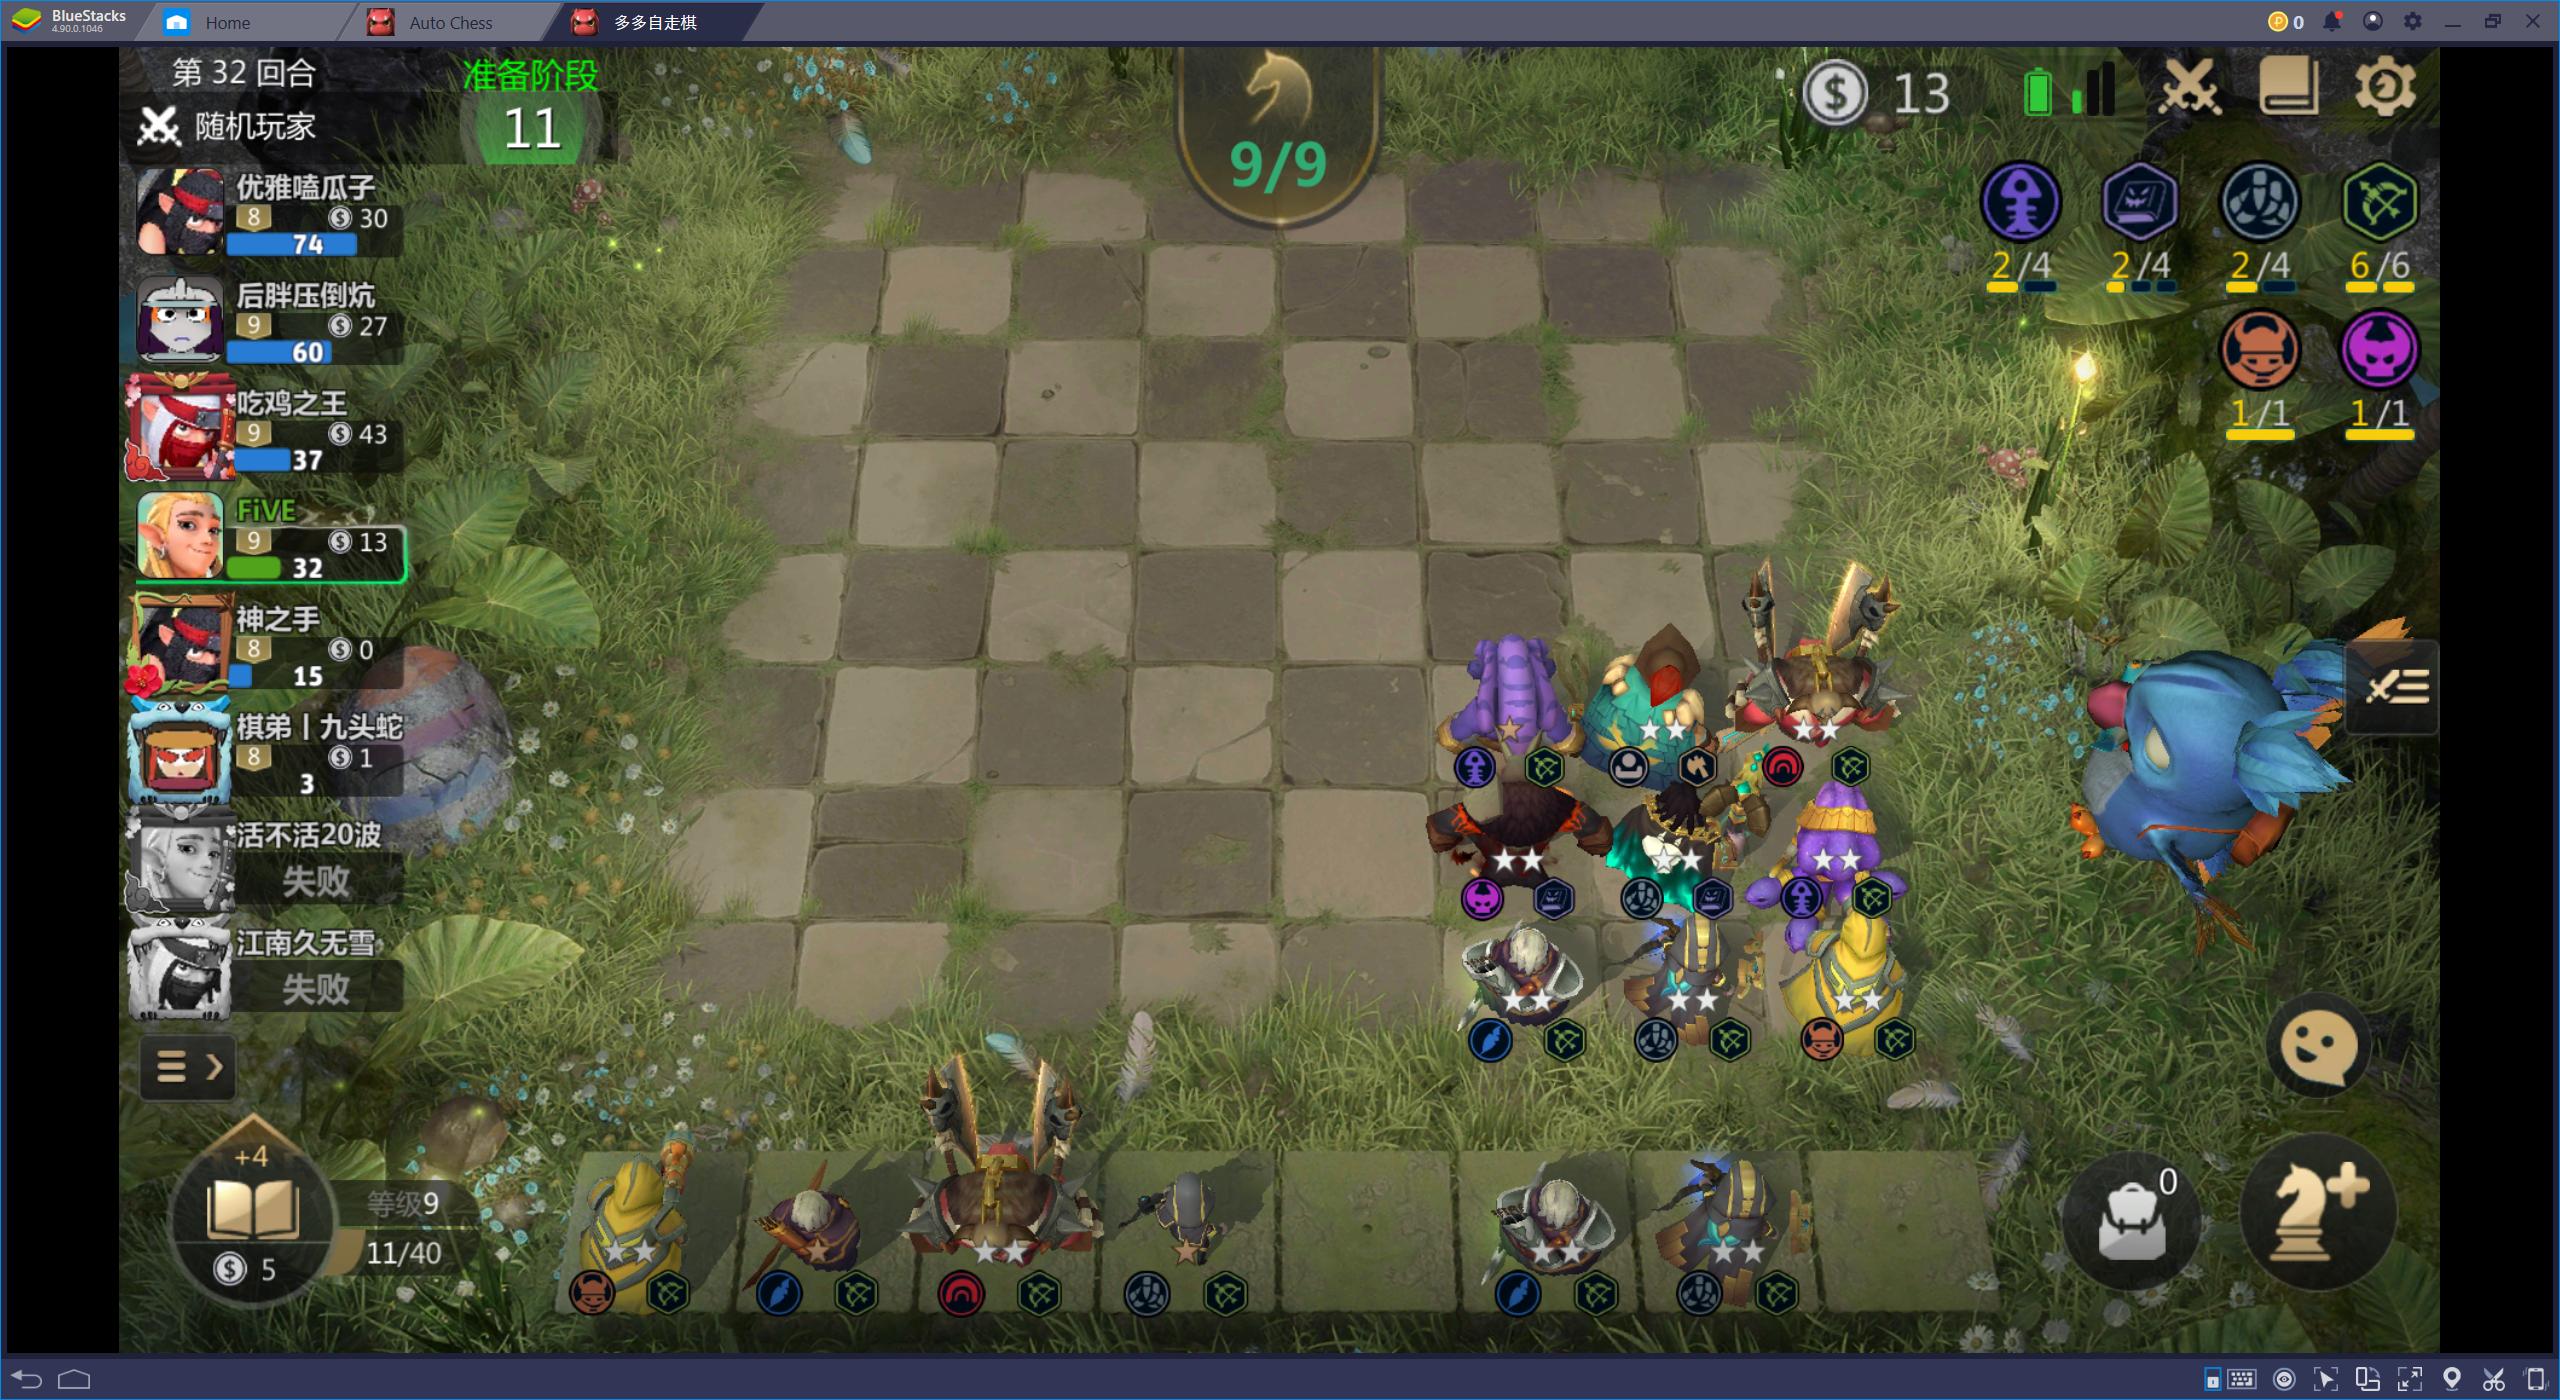 BlueStacks
4.90.0.1046
Home
Auto Chess
多多自走棋
0
第 32 回合
随机玩家
准备阶段
11
9/9
13
优雅嗑瓜子
8 30
74
后胖压倒炕
9 27
60
吃鸡之王
9 43
37
FiVE
9 13
32
神之手
8 0
15
棋弟丨九头蛇
8 1
3
活不活20波
失败
江南久无雪
失败
2/4
2/4
2/4
6/6
1/1
1/1
+4
5
等级9
11/40
0